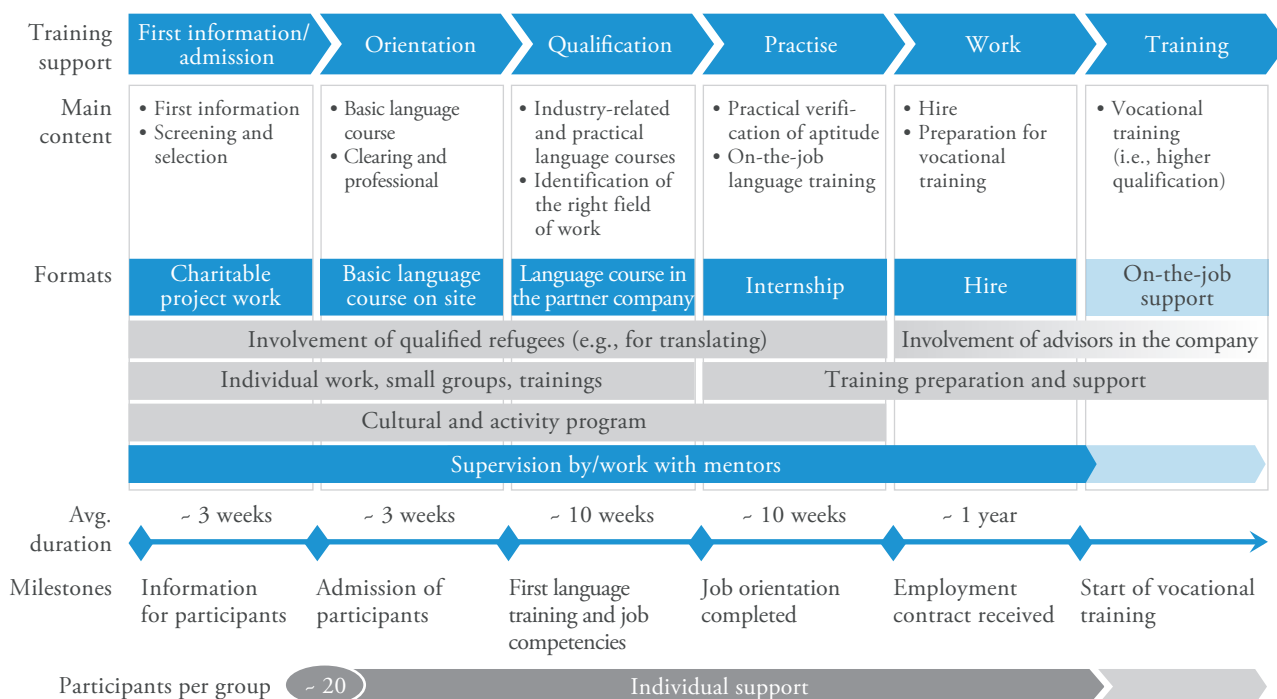 Training support
First information/
admission
Orientation
Qualification
Practise
Work
Training
Main content
• First information
• Screening and
selection
• Basic language
course
• Clearing and
professional
• Industry-related
and practical
language courses
• Identification of
the right field
of work
• Practical verifi-
cation of aptitude
• On-the-job
language training
• Hire
• Preparation for
vocational
training
• Vocational
training
(i.e., higher
qualification)
Formats
Charitable
project work
Basic language
course on site
Language course in
the partner company
Internship
Hire
On-the-job
support
Involvement of qualified refugees (e.g., for translating)
Involvement of advisors in the company
Individual work, small groups, trainings
Training preparation and support
Cultural and activity program
Supervision by/work with mentors
Avg.
duration
~ 3 weeks
~ 3 weeks
~ 10 weeks
~ 10 weeks
~ 1 year
Milestones
Information
for participants
Admission of
participants
First language
training and job
competencies
Job orientation
completed
Employment
contract received
Start of vocational
training
Participants per group
~ 20
Individual support